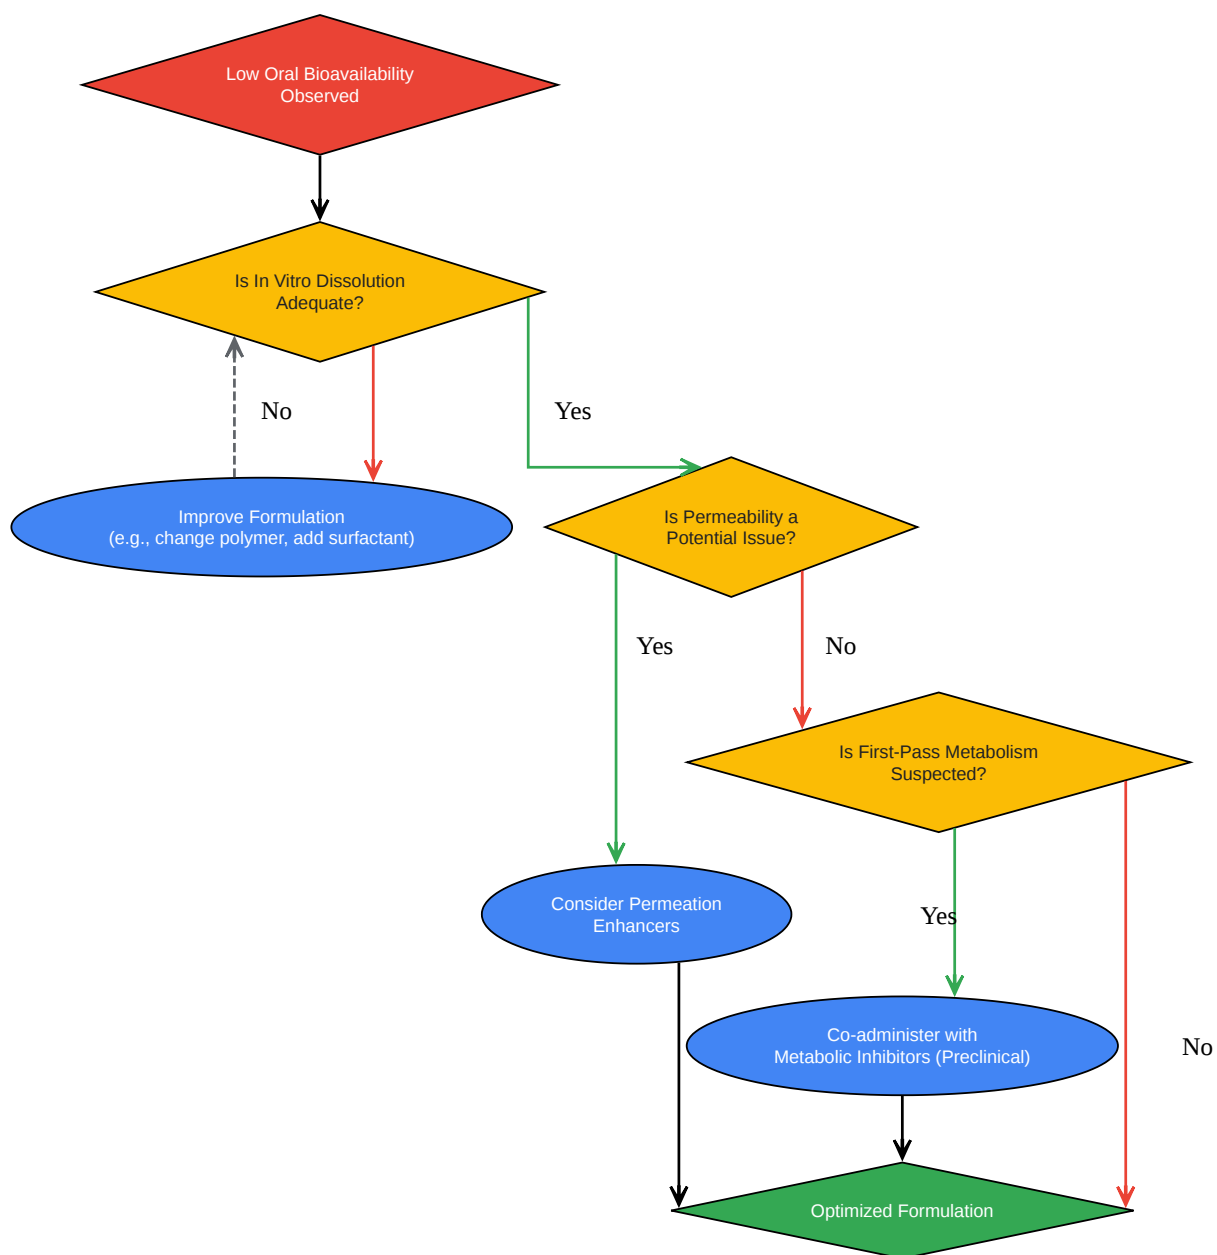 Low Oral Bioavailability
Observed
Is In Vitro Dissolution
Adequate?
No
Yes
Improve Formulation
(e.g., change polymer, add surfactant)
Is Permeability a
Potential Issue?
Yes
No
Is First-Pass Metabolism
Suspected?
Consider Permeation
Enhancers
Yes
Co-administer with
Metabolic Inhibitors (Preclinical)
No
Optimized Formulation